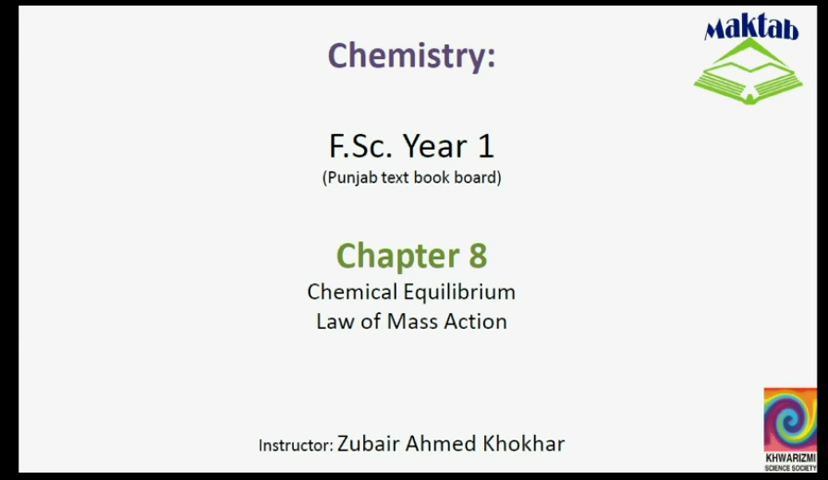 Maktab
Chemistry:
F.Sc. Year 1
(Punjab text book board)
Chapter 8
Chemical Equilibrium
Law of Mass Action
Instructor: Zubair Ahmed Khokhar
KHWARIZMI
SCIENCE SOCIETY